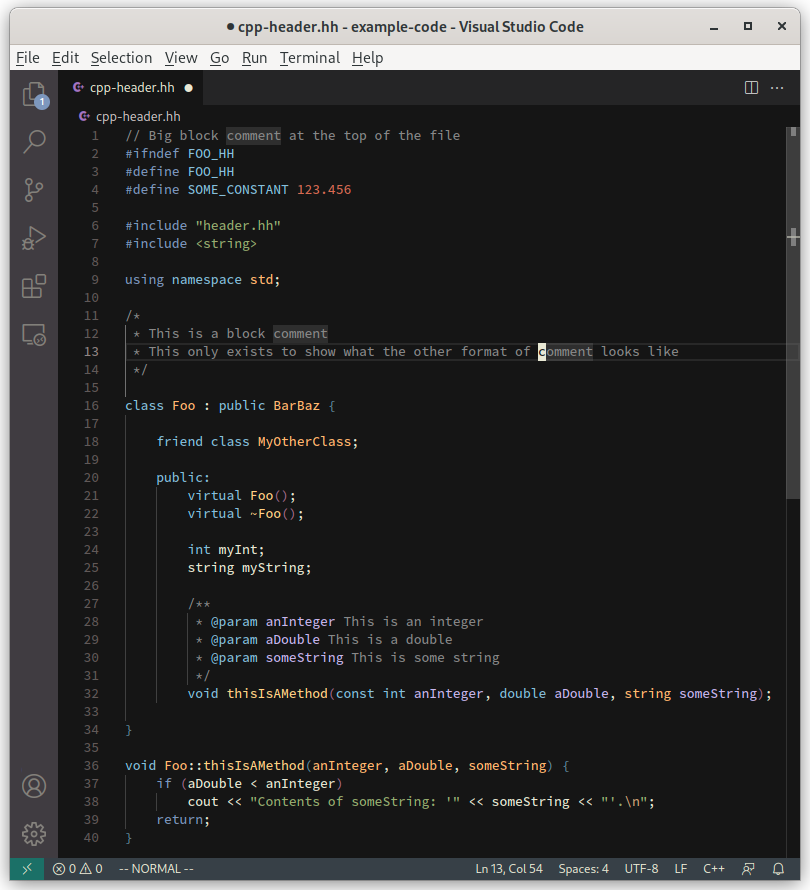 ● cpp-header.hh - example-code - Visual Studio Code
File Edit Selection View Go Run Terminal Help
1
cpp-header.hh ●
cpp-header.hh
1 // Big block comment at the top of the file
2 #ifndef FOO_HH
3 #define FOO_HH
4 #define SOME_CONSTANT 123.456
5
6 #include "header.hh"
7 #include <string>
8
9 using namespace std;
10
11 /*
12  * This is a block comment
13  * This only exists to show what the other format of comment looks like
14  */
15
16 class Foo : public BarBaz {
17
18     friend class MyOtherClass;
19
20     public:
21         virtual Foo();
22         virtual ~Foo();
23
24         int myInt;
25         string myString;
26
27         /**
28          * @param anInteger This is an integer
29          * @param aDouble This is a double
30          * @param someString This is some string
31          */
32         void thisIsAMethod(const int anInteger, double aDouble, string someString);
33
34 }
35
36 void Foo::thisIsAMethod(anInteger, aDouble, someString) {
37     if (aDouble < anInteger)
38         cout << "Contents of someString: '" << someString << "'.\n";
39     return;
40 }
0 0 -- NORMAL -- Ln 13, Col 54 Spaces: 4 UTF-8 LF C++